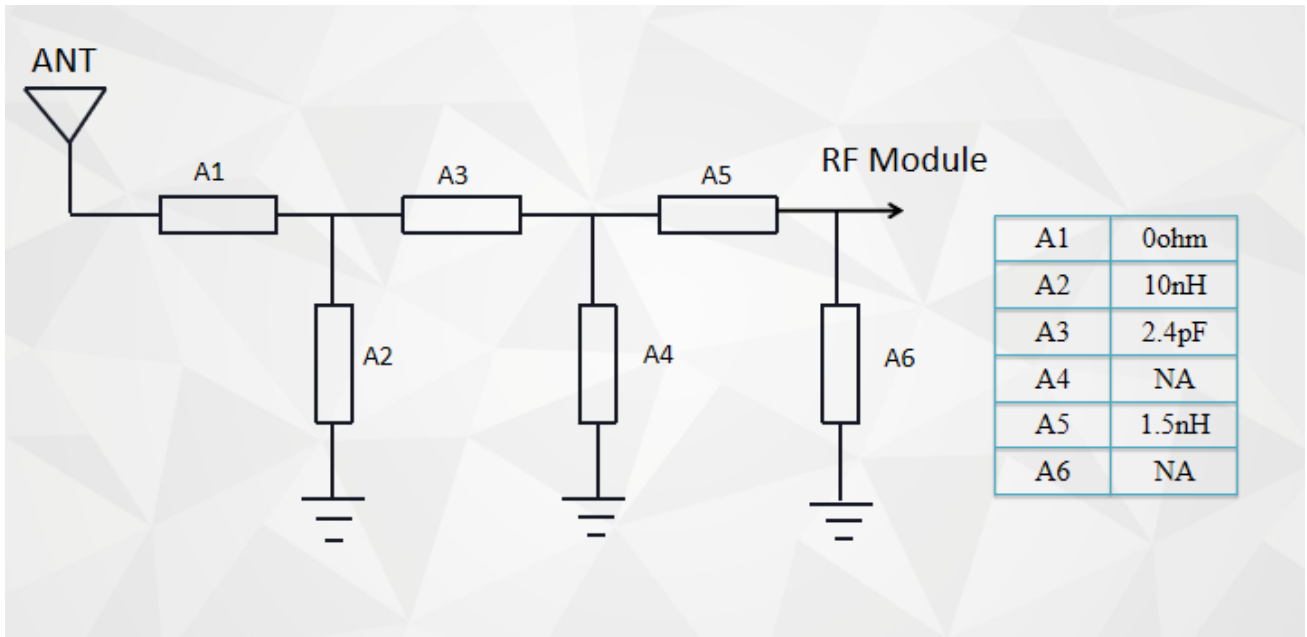 ANT
A1
A3
A5
RF Module
A2
A4
A6
A1 0ohm
A2 10nH
A3 2.4pF
A4 NA
A5 1.5nH
A6 NA